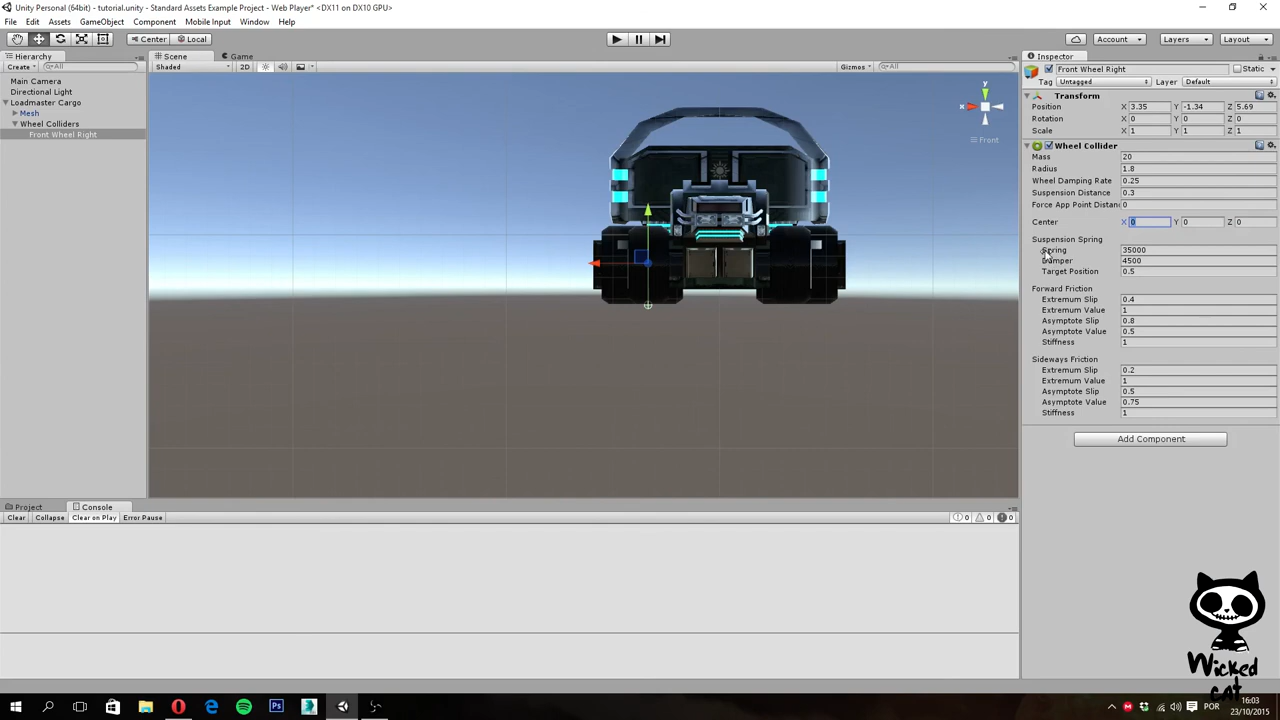 Unity Personal (64bit) - tutorial.unity - Standard Assets Example Project - Web Player* <DX11 on DX10 GPU>
File Edit Assets GameObject Component Mobile Input Window Help
Center Local Account Layers Layout
Hierarchy Scene Game Inspector
Create All Shaded 2D Gizmos All
Front Wheel Right Static
Tag Untagged Layer Default
Main Camera
Directional Light
Loadmaster Cargo
Mesh
Wheel Colliders
Front Wheel Right
y
x
Front
Transform
Position X 3.35 Y -1.34 Z 5.69
Rotation X 0 Y 0 Z 0
Scale X 1 Y 1 Z 1
Wheel Collider
Mass 20
Radius 1.8
Wheel Damping Rate 0.25
Suspension Distance 0.3
Force App Point Distanc 0
Center X 0 Y 0 Z 0
Suspension Spring
Spring 35000
Damper 4500
Target Position 0.5
Forward Friction
Extremum Slip 0.4
Extremum Value 1
Asymptote Slip 0.8
Asymptote Value 0.5
Stiffness 1
Sideways Friction
Extremum Slip 0.2
Extremum Value 1
Asymptote Slip 0.5
Asymptote Value 0.75
Stiffness 1
Add Component
Project Console
Clear Collapse Clear on Play Error Pause 0 0 0
Wicked
cat
Ps
POR
16:03
23/10/2015